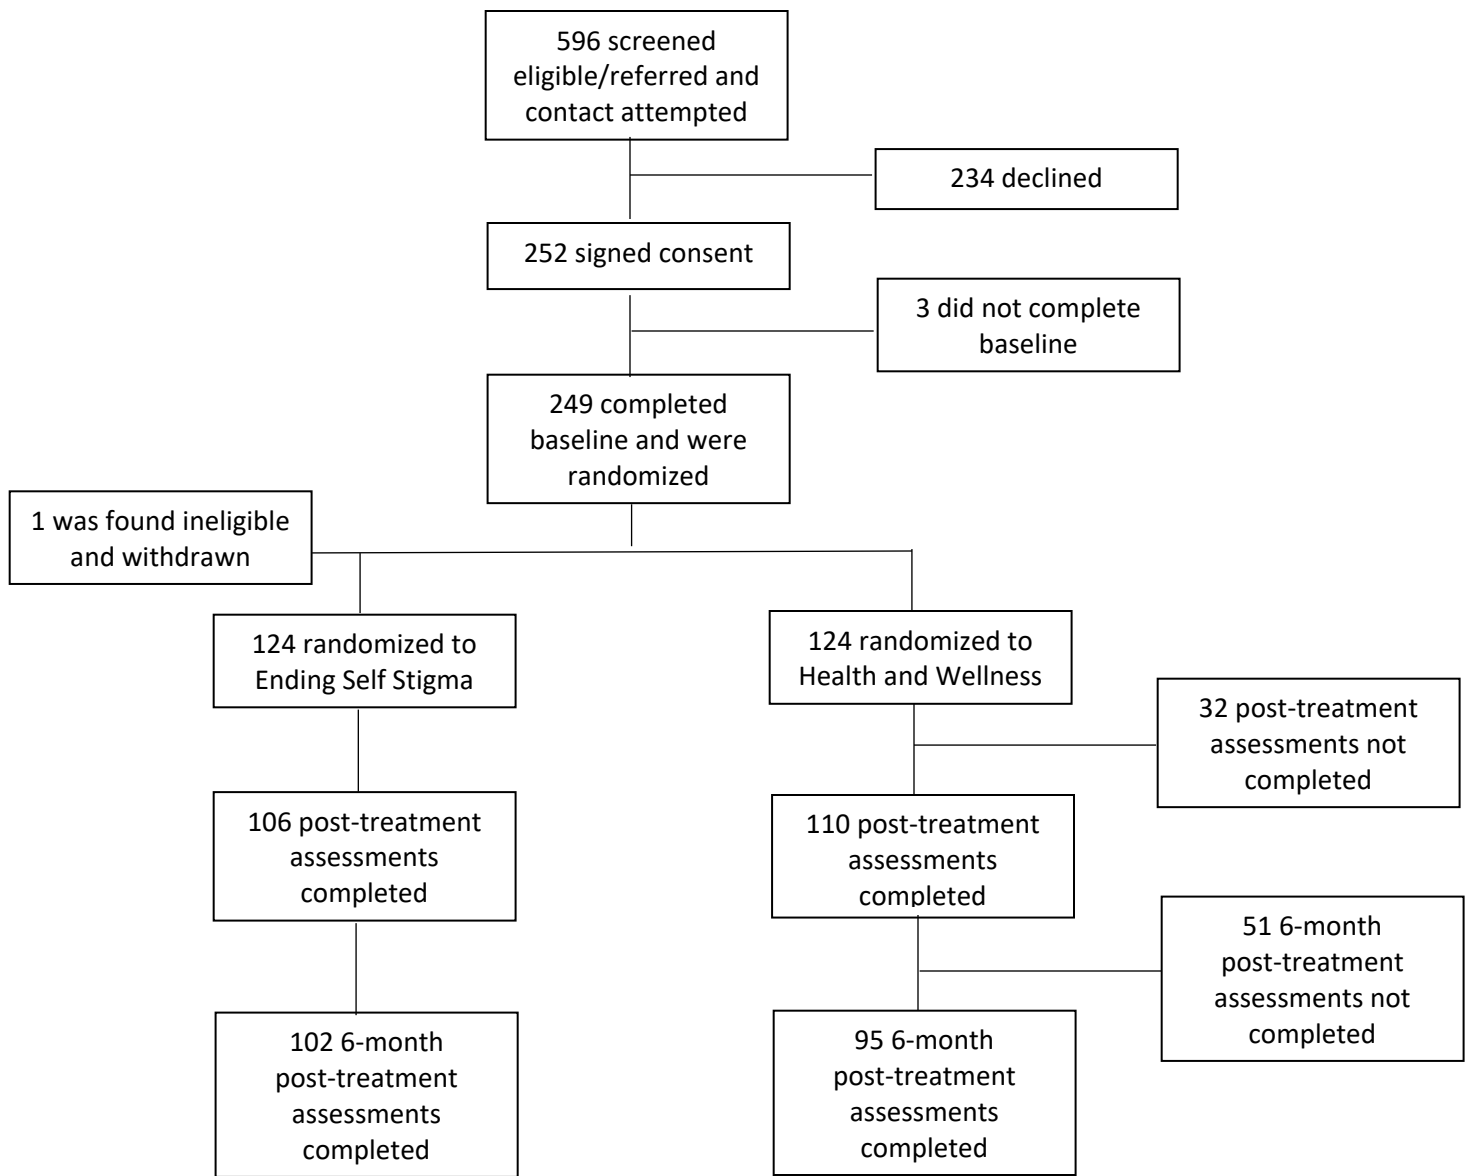 596 screened
eligible/referred and
contact attempted
234 declined
252 signed consent
3 did not complete
baseline
249 completed
baseline and were
randomized
1 was found ineligible
and withdrawn
124 randomized to
Ending Self Stigma
124 randomized to
Health and Wellness
32 post-treatment
assessments not
completed
106 post-treatment
assessments
completed
110 post-treatment
assessments
completed
51 6-month
post-treatment
assessments not
completed
102 6-month
post-treatment
assessments
completed
95 6-month
post-treatment
assessments
completed